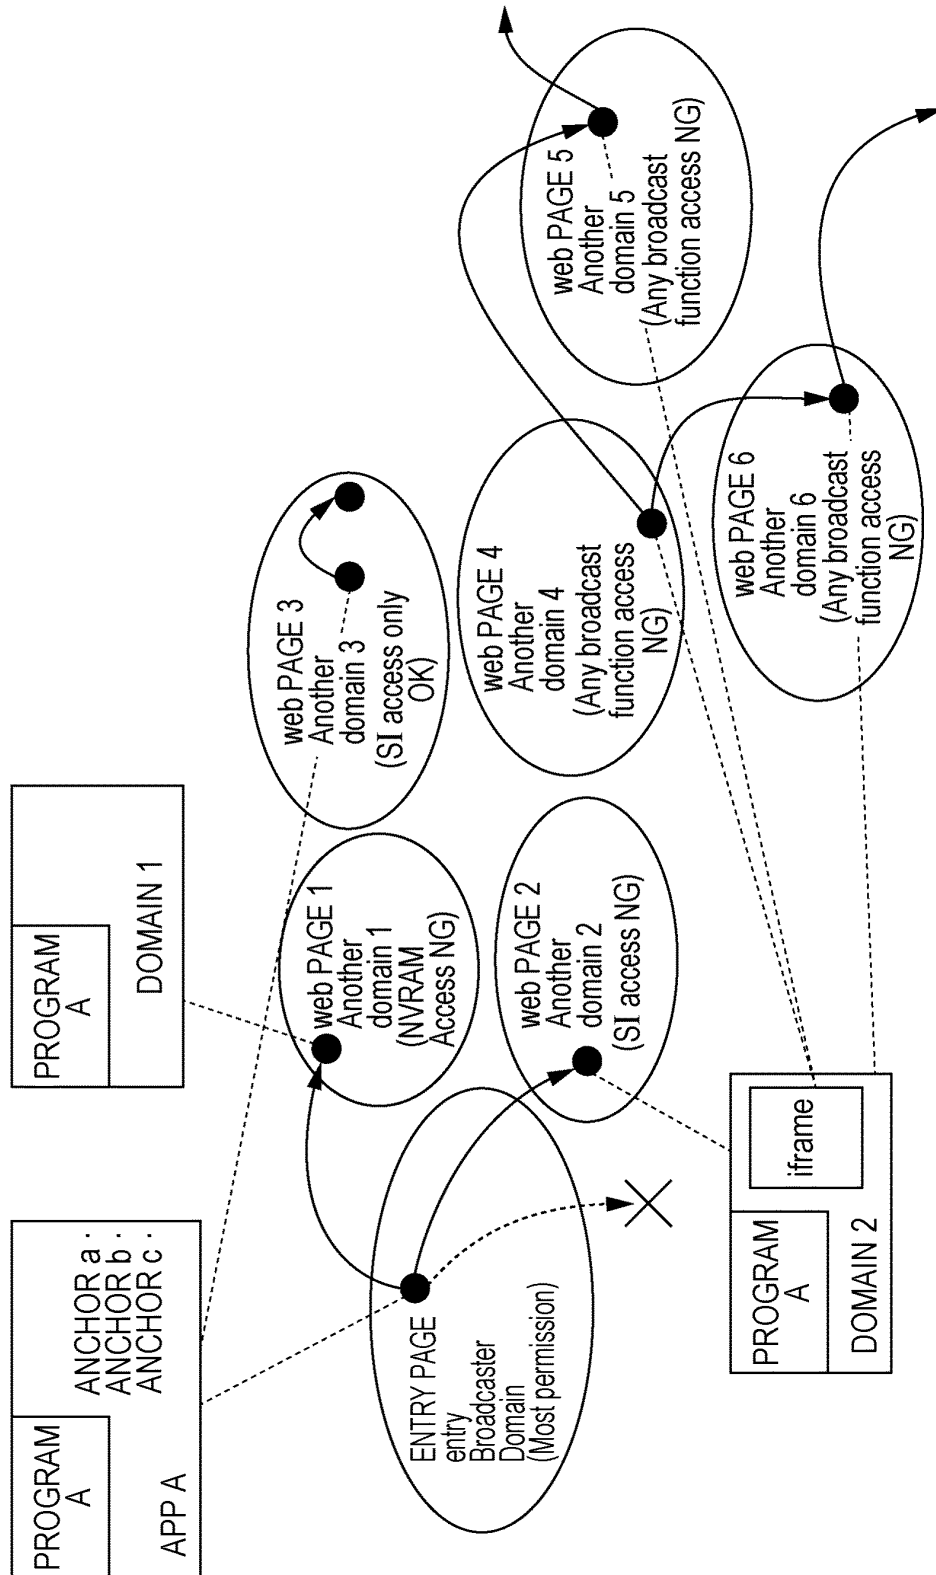 PROGRAM
A
APP A
ANCHOR a ·
ANCHOR b ·
ANCHOR c ·
PROGRAM
A
DOMAIN 1
ENTRY PAGE
entry
Broadcaster
Domain
(Most permission)
web PAGE 1
Another
domain 1
(NVRAM
Access NG)
web PAGE 3
Another
domain 3
(SI access only
OK)
web PAGE 2
Another
domain 2
(SI access NG)
web PAGE 4
Another
domain 4
(Any broadcast
function access
NG)
web PAGE 5
Another
domain 5
(Any broadcast
function access NG)
web PAGE 6
Another
domain 6
(Any broadcast
function access
NG)
PROGRAM
A
DOMAIN 2
iframe